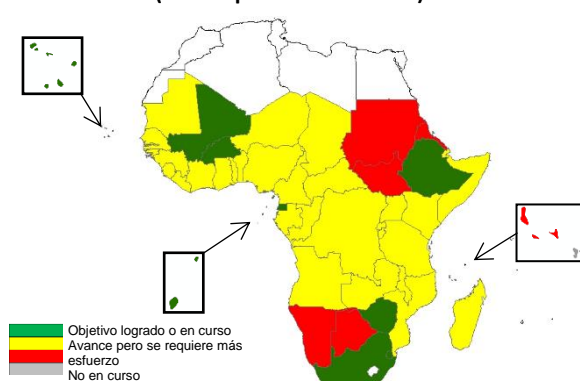 Objetivo logrado o en curso
Avance pero se requiere más
esfuerzo
No en curso